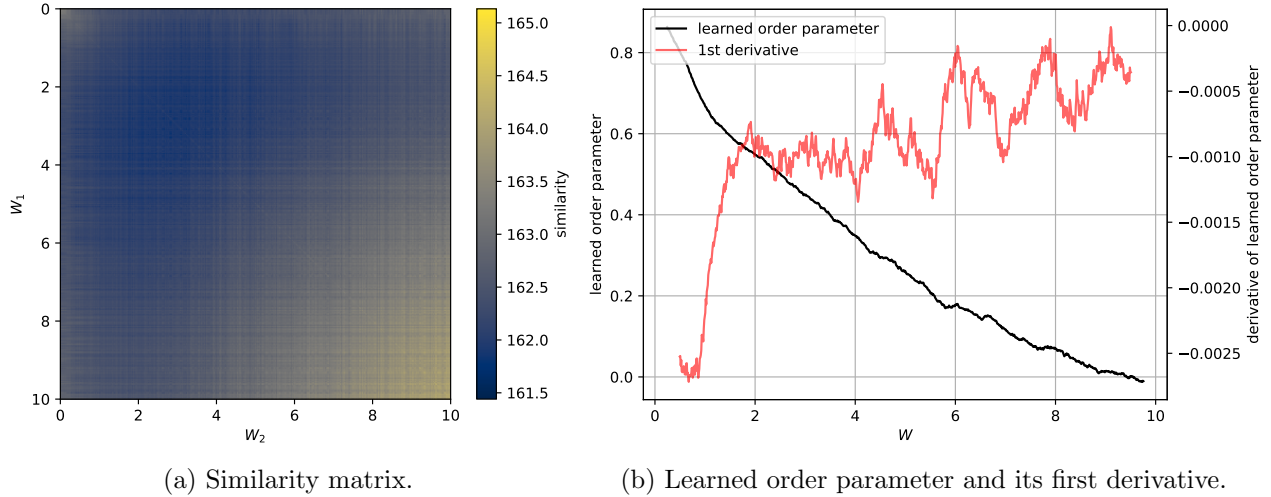 0
2
4
6
8
10
W₁
0 2 4 6 8 10
W₂
165.0
164.5
164.0
163.5
163.0
162.5
162.0
161.5
similarity
learned order parameter
1st derivative
0.8
0.6
0.4
0.2
0.0
learned order parameter
0 2 4 6 8 10
W
0.0000
−0.0005
−0.0010
−0.0015
−0.0020
−0.0025
derivative of learned order parameter
(a) Similarity matrix.
(b) Learned order parameter and its first derivative.